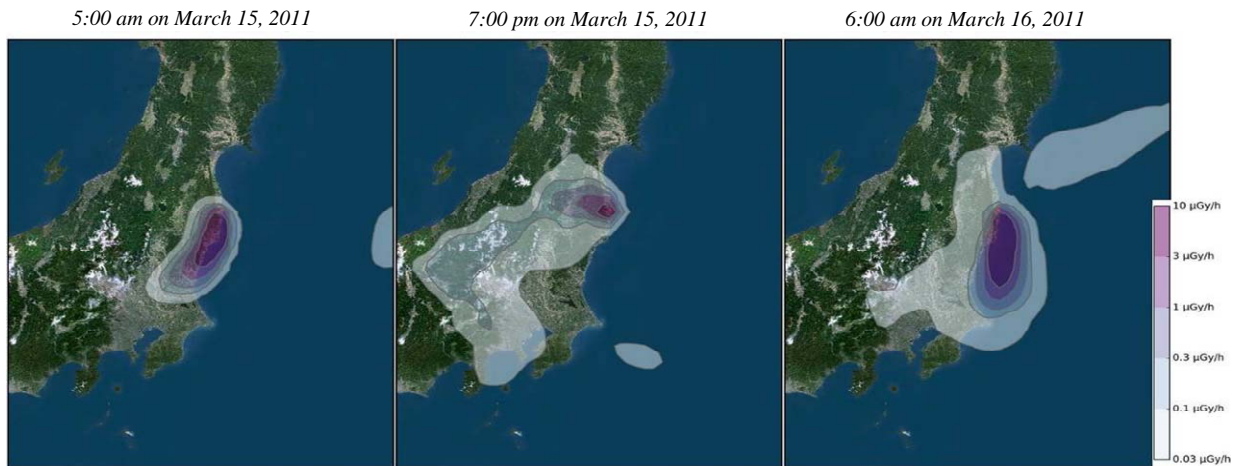 5:00 am on March 15, 2011
7:00 pm on March 15, 2011
6:00 am on March 16, 2011
10 µGy/h
3 µGy/h
1 µGy/h
0.3 µGy/h
0.1 µGy/h
0.03 µGy/h